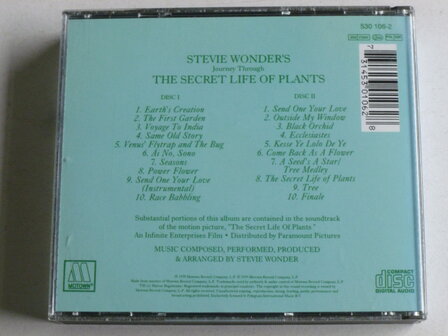 530 106-2
STEVIE WONDER'S
Journey Through
THE SECRET LIFE OF PLANTS
DISC I
1. Earth's Creation
2. The First Garden
3. Voyage To India
4. Same Old Story
5. Venus' Flytrap and The Bug
6. Ai No, Sono
7. Seasons
8. Power Flower
9. Send One Your Love
(Instrumental)
10. Race Babbling
DISC II
1. Send One Your Love
2. Outside My Window
3. Black Orchid
4. Ecclesiastes
5. Kesse Ye Lolo De Ye
6. Come Back As A Flower
7. A Seed's A Star/
Tree Medley
8. The Secret Life of Plants
9. Tree
10. Finale
7 31453 01062 8
Substantial portions of this album are contained in the soundtrack
of the motion picture, "The Secret Life Of Plants."
An Infinite Enterprises Film • Distributed by Paramount Pictures
MUSIC COMPOSED, PERFORMED, PRODUCED
& ARRANGED BY STEVIE WONDER
MOTOWN
COMPACT
disc
DIGITAL AUDIO